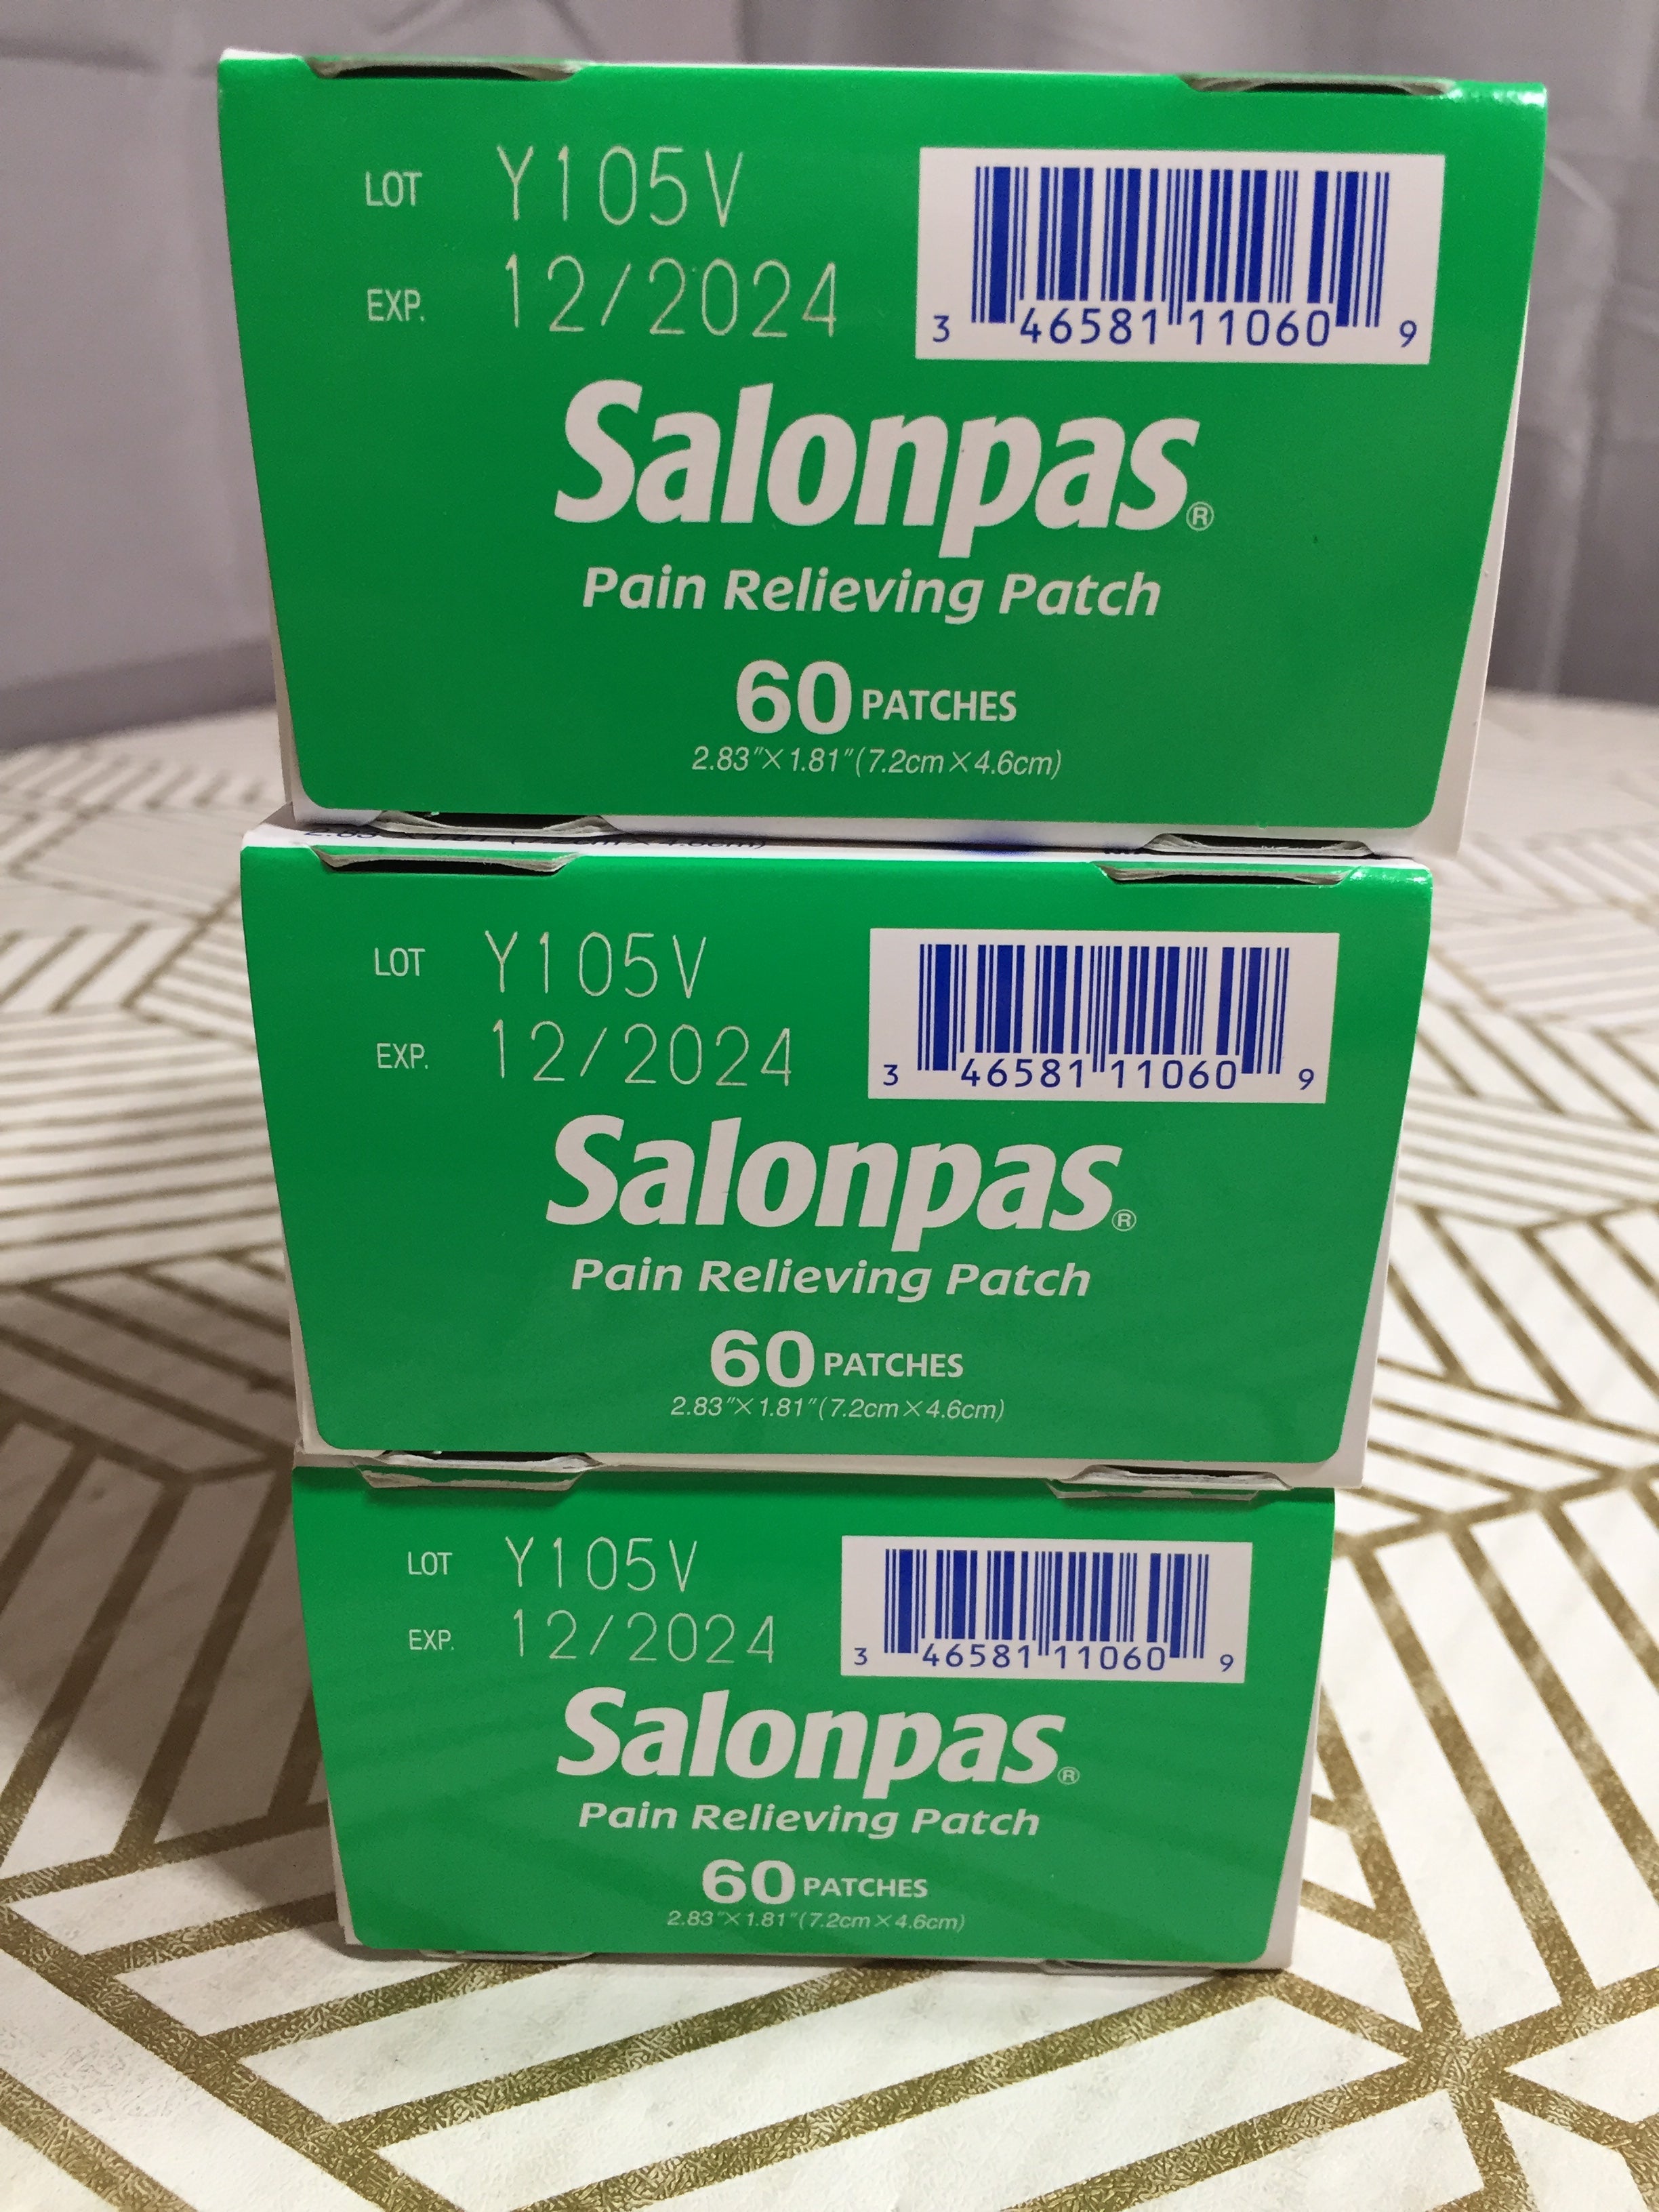 LOT Y105V
EXP. 12/2024
3 46581 11060 9
Salonpas®
Pain Relieving Patch
60 PATCHES
2.83"×1.81"(7.2cm×4.6cm)
LOT Y105V
EXP. 12/2024
3 46581 11060 9
Salonpas®
Pain Relieving Patch
60 PATCHES
2.83"×1.81"(7.2cm×4.6cm)
LOT Y105V
EXP. 12/2024
3 46581 11060 9
Salonpas®
Pain Relieving Patch
60 PATCHES
2.83"×1.81"(7.2cm×4.6cm)